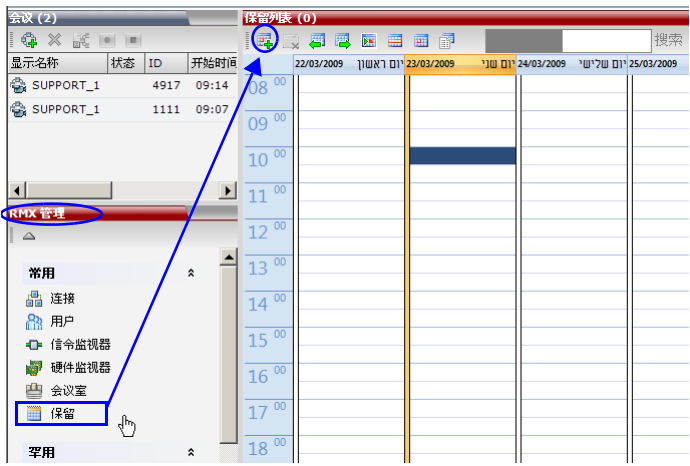 会议 (2)
显示名称 状态 ID 开始时间
SUPPORT_1 4917 09:14
SUPPORT_1 1111 09:07
RMX 管理
常用
连接
用户
信令监视器
硬件监视器
会议室
保留
罕用
保留列表 (0)
搜索
22/03/2009 יום ראשון 23/03/2009 יום שני 24/03/2009 יום שלישי 25/03/2009
08 00
09 00
10 00
11 00
12 00
13 00
14 00
15 00
16 00
17 00
18 00